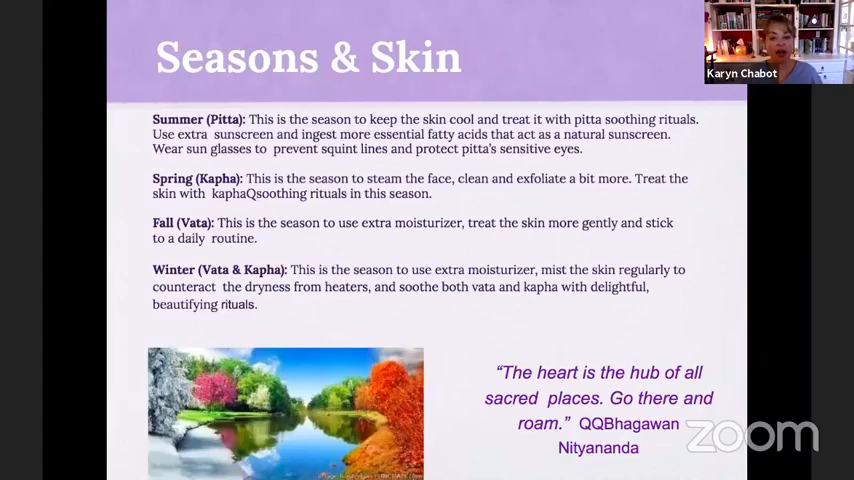 Seasons & Skin
Karyn Chabot
Summer (Pitta): This is the season to keep the skin cool and treat it with pitta soothing rituals.
Use extra sunscreen and ingest more essential fatty acids that act as a natural sunscreen.
Wear sun glasses to prevent squint lines and protect pitta's sensitive eyes.
Spring (Kapha): This is the season to steam the face, clean and exfoliate a bit more. Treat the
skin with kaphaQsoothing rituals in this season.
Fall (Vata): This is the season to use extra moisturizer, treat the skin more gently and stick
to a daily routine.
Winter (Vata & Kapha): This is the season to use extra moisturizer, mist the skin regularly to
counteract the dryness from heaters, and soothe both vata and kapha with delightful,
beautifying rituals.
“The heart is the hub of all
sacred places. Go there and
roam.” QQBhagawan
Nityananda
zoom